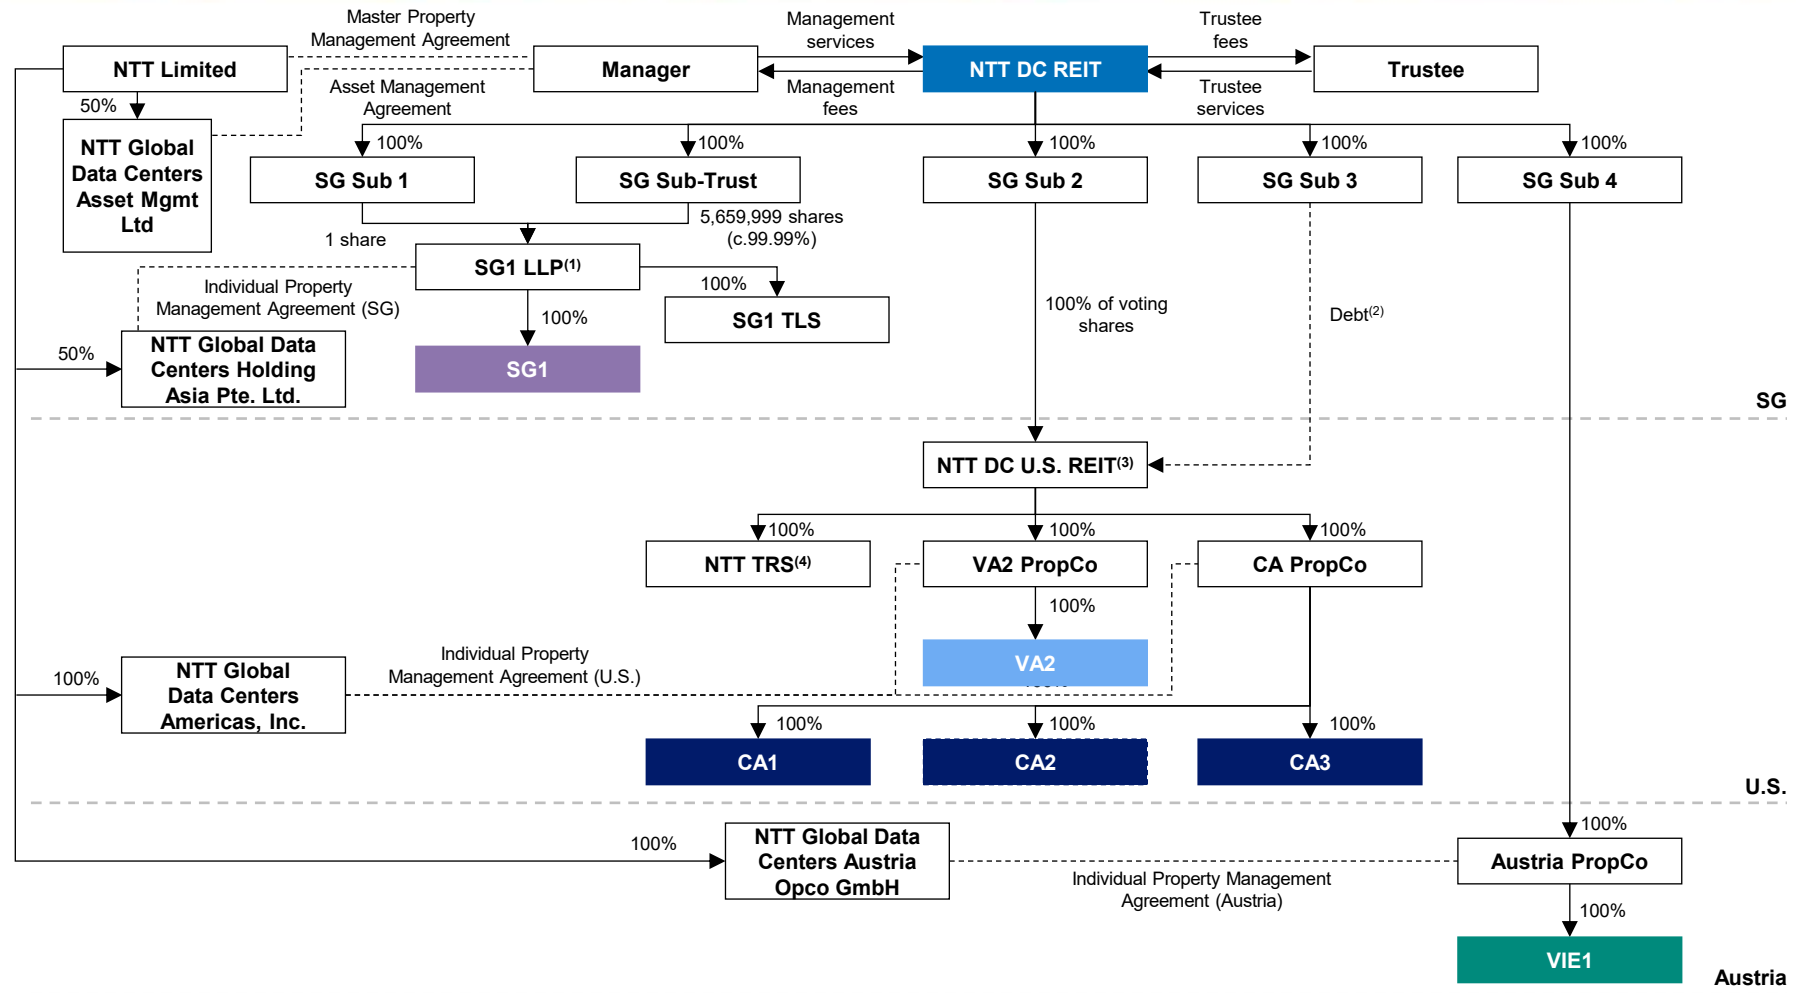 Master Property
Management Agreement
Management
services
Trustee
fees
NTT Limited
Manager
NTT DC REIT
Trustee
50%
Asset Management
Agreement
Management
fees
Trustee
services
NTT Global
Data Centers
Asset Mgmt
Ltd
100%
100%
100%
100%
100%
SG Sub 1
SG Sub-Trust
SG Sub 2
SG Sub 3
SG Sub 4
1 share
5,659,999 shares
(c.99.99%)
SG1 LLP(1)
Individual Property
Management Agreement (SG)
100%
100%
SG1 TLS
100% of voting
shares
Debt(2)
50%
NTT Global Data
Centers Holding
Asia Pte. Ltd.
SG1
SG
NTT DC U.S. REIT(3)
100%
100%
100%
NTT TRS(4)
VA2 PropCo
CA PropCo
100%
VA2
Individual Property
Management Agreement (U.S.)
100%
NTT Global
Data Centers
Americas, Inc.
100%
100%
100%
CA1
CA2
CA3
U.S.
100%
NTT Global Data
Centers Austria
Opco GmbH
100%
Austria PropCo
Individual Property Management
Agreement (Austria)
100%
VIE1
Austria